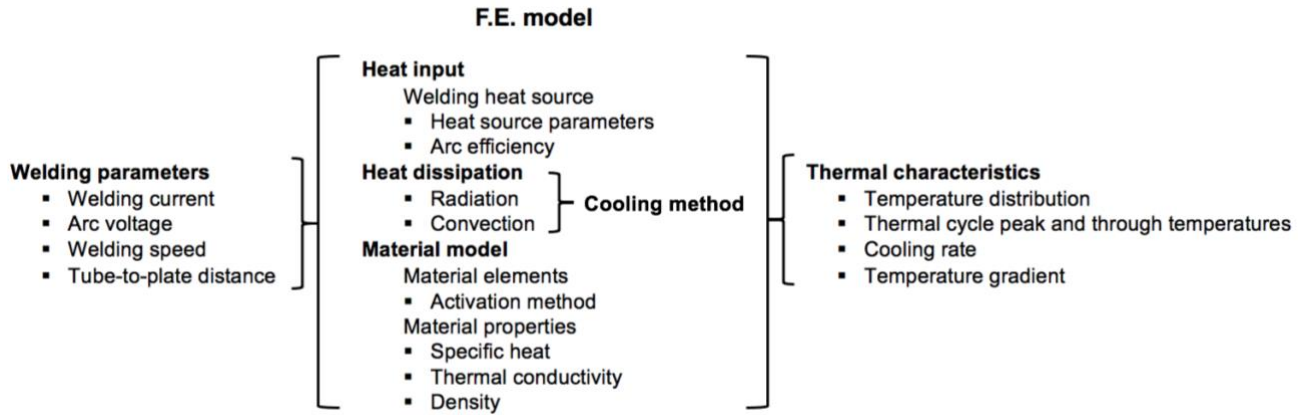 F.E. model
Welding parameters
▪ Welding current
▪ Arc voltage
▪ Welding speed
▪ Tube-to-plate distance
Heat input
Welding heat source
▪ Heat source parameters
▪ Arc efficiency
Heat dissipation
▪ Radiation
▪ Convection
Cooling method
Material model
Material elements
▪ Activation method
Material properties
▪ Specific heat
▪ Thermal conductivity
▪ Density
Thermal characteristics
▪ Temperature distribution
▪ Thermal cycle peak and through temperatures
▪ Cooling rate
▪ Temperature gradient